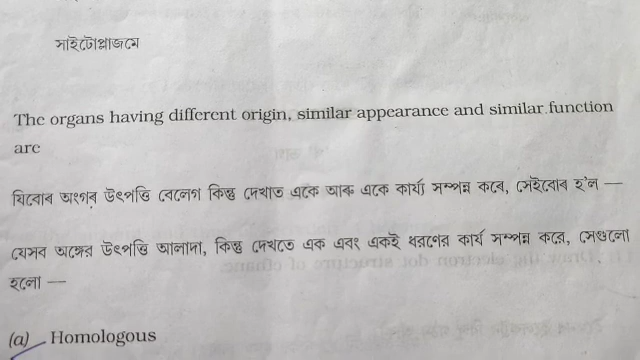 সাইটোপ্লাজমে
The organs having different origin, similar appearance and similar function
are
যিবোৰ অংগৰ উৎপত্তি বেলেগ কিন্তু দেখাত একে আৰু একে কাৰ্য্য সম্পন্ন কৰে, সেইবোৰ হ'ল —
যেসব অঙ্গের উৎপত্তি আলাদা, কিন্তু দেখতে এক এবং একই ধরণের কার্য সম্পন্ন করে, সেগুলো
হলো —
(a) Homologous